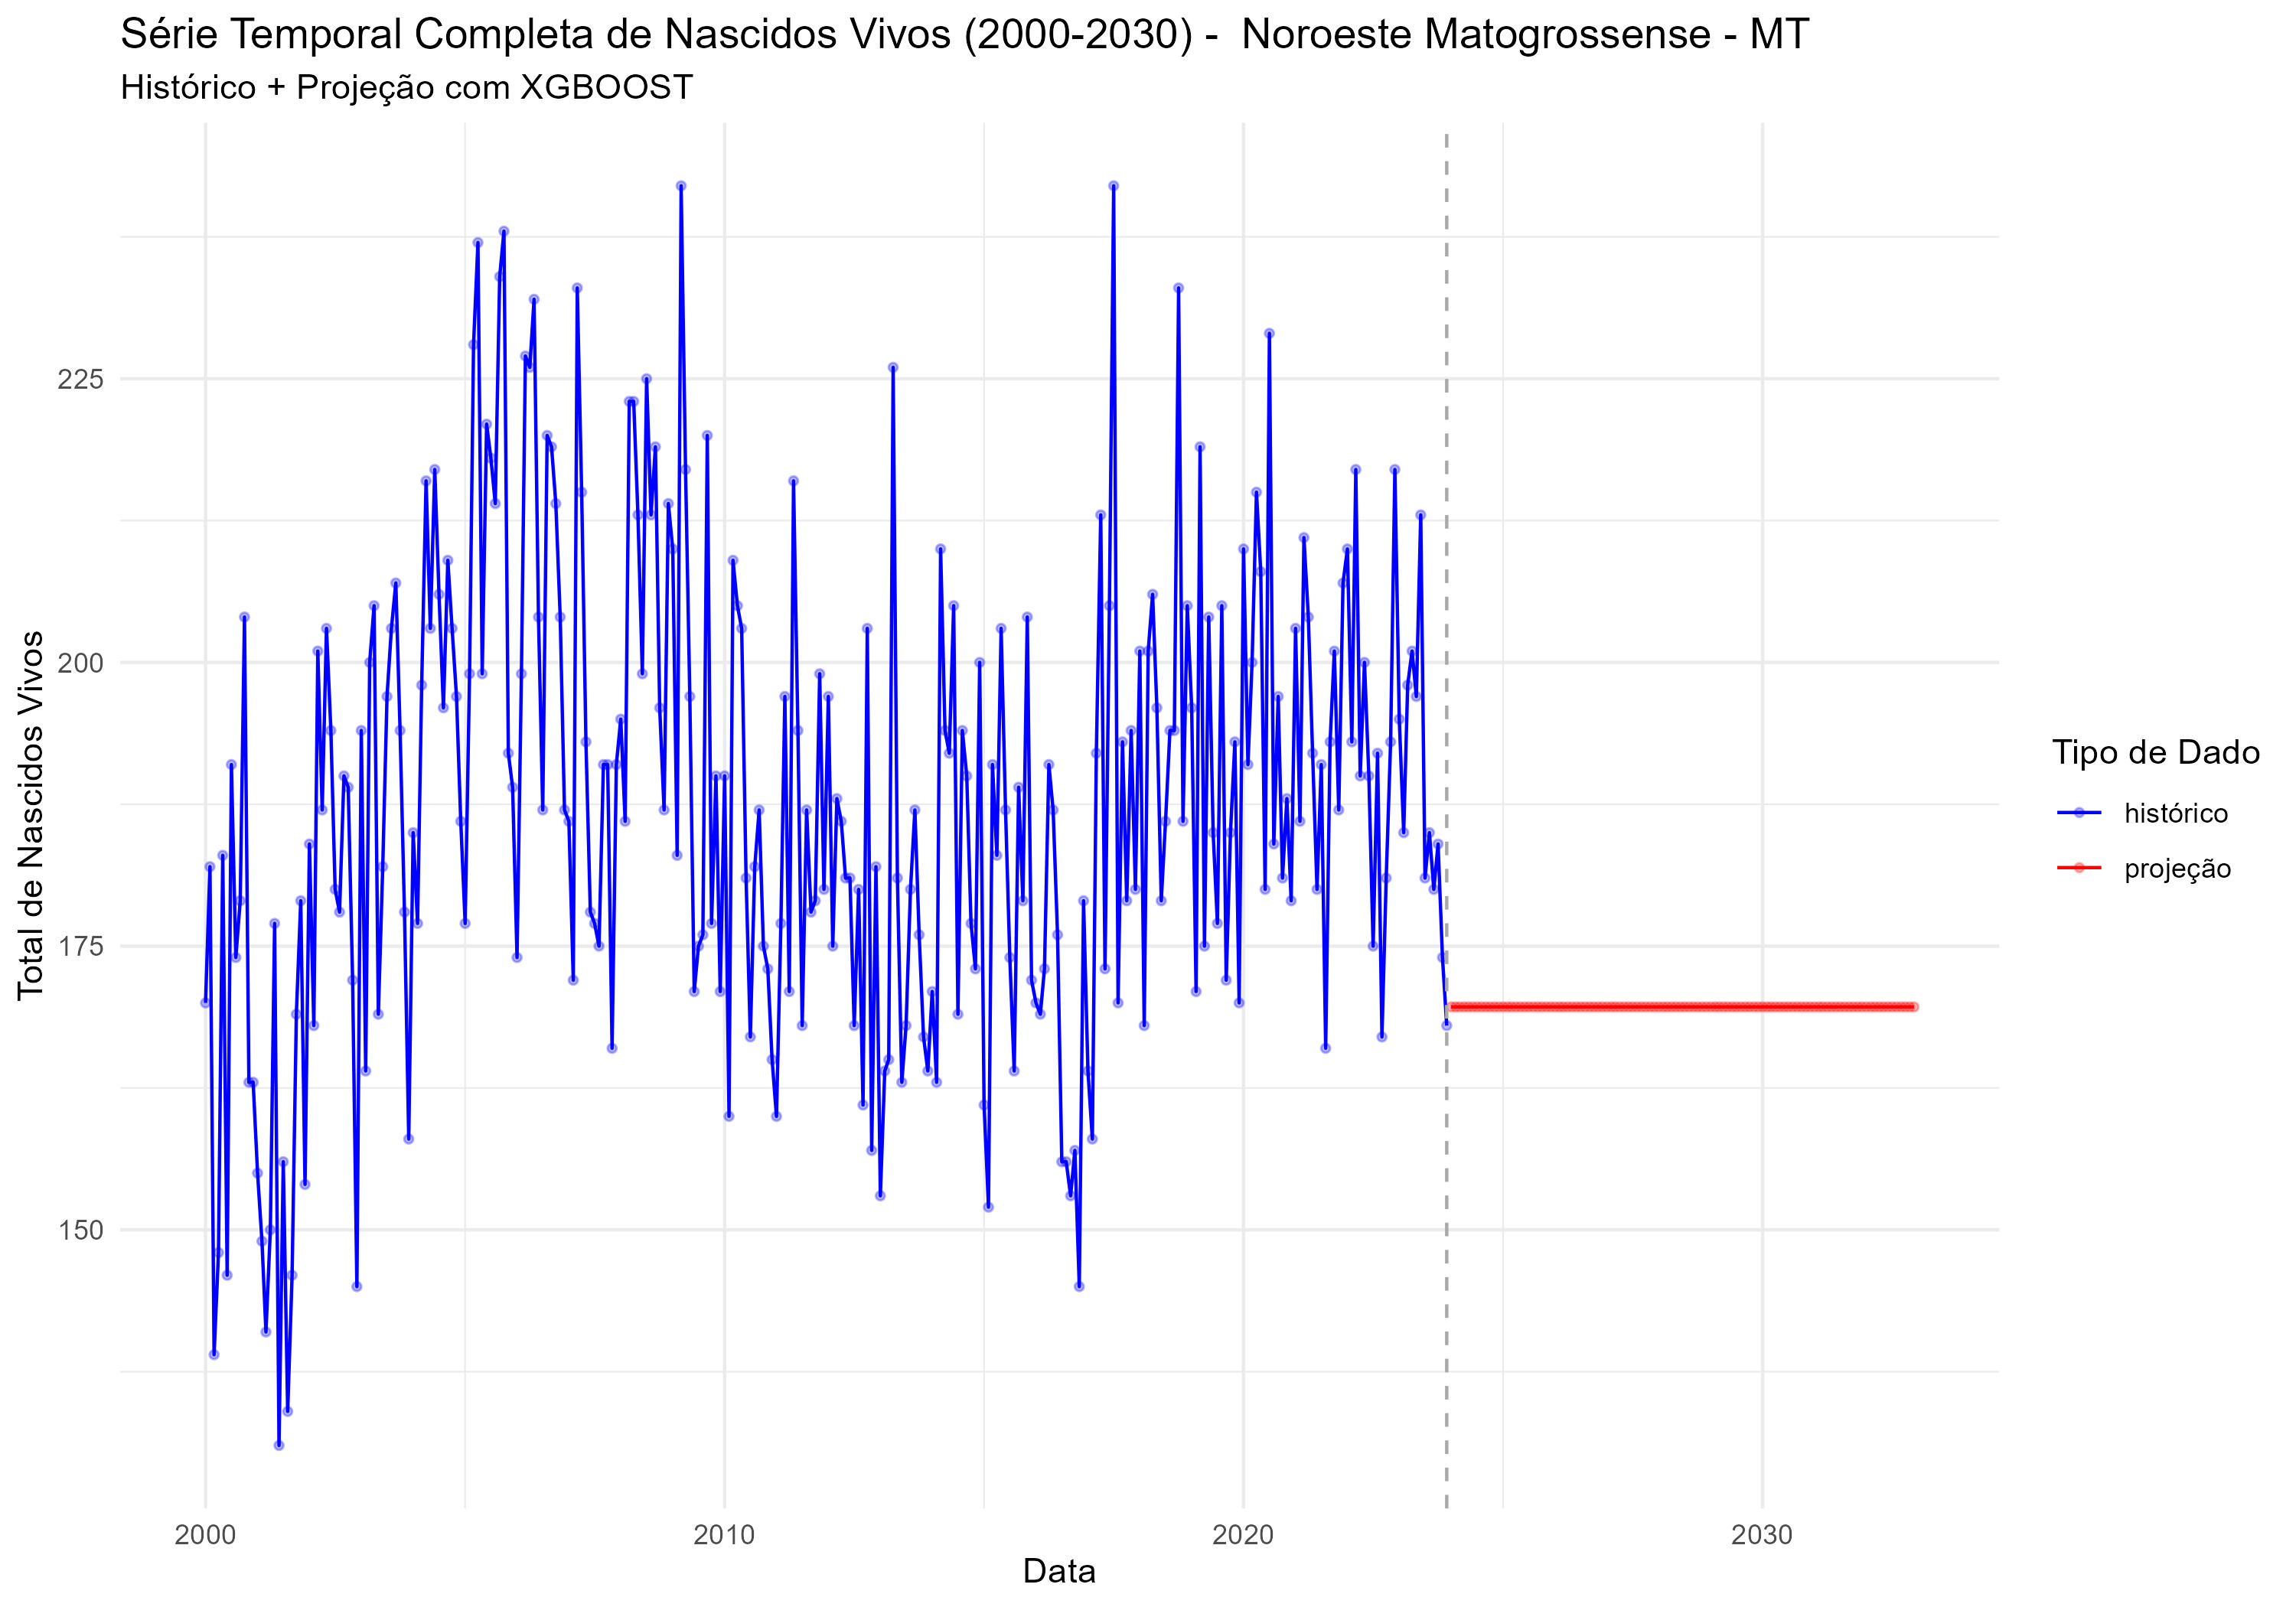 Série Temporal Completa de Nascidos Vivos (2000-2030) -  Noroeste Matogrossense - MT
Histórico + Projeção com XGBOOST
Total de Nascidos Vivos
225
200
175
150
2000
2010
2020
2030
Data
Tipo de Dado
histórico
projeção